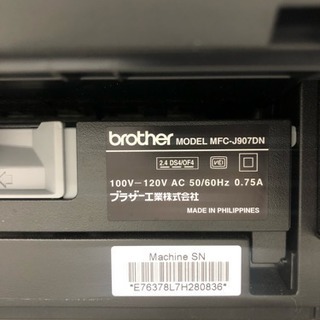 brother MODEL MFC-J907DN
2.4 DS4/OF4
100V-120V AC 50/60Hz 0.75A
ブラザー工業株式会社
MADE IN PHILIPPINES
Machine SN
*E76378L7H280836*